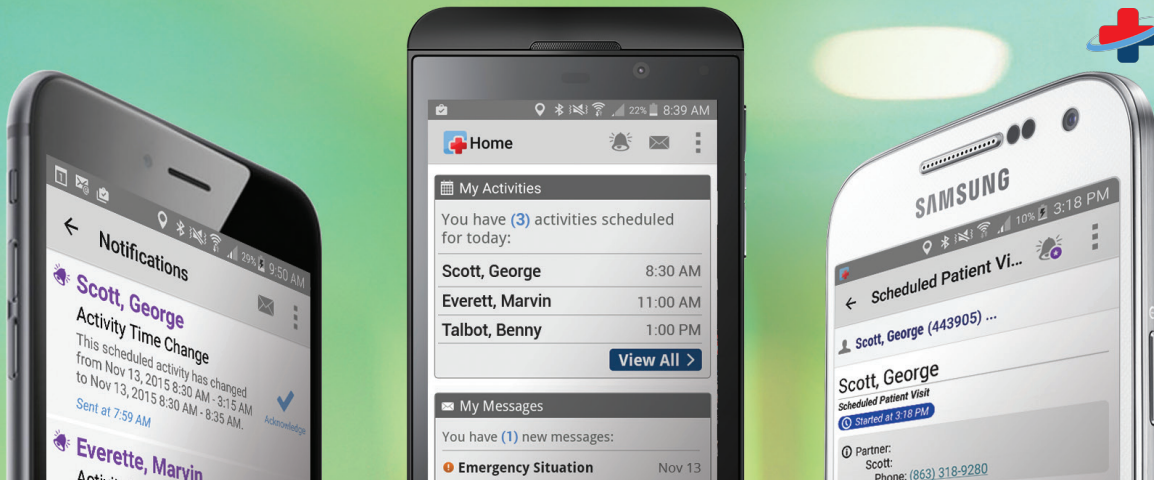 1
29% 9:50 AM
Notifications
Scott, George
Activity Time Change
This scheduled activity has changed
from Nov 13, 2015 8:30 AM - 3:15 AM
to Nov 13, 2015 8:30 AM - 8:35 AM.
Sent at 7:59 AM
Acknowledge
Everette, Marvin
22% 8:39 AM
Home
My Activities
You have (3) activities scheduled
for today:
Scott, George 8:30 AM
Everett, Marvin 11:00 AM
Talbot, Benny 1:00 PM
View All >
My Messages
You have (1) new messages:
Emergency Situation Nov 13
SAMSUNG
10% 3:18 PM
Scheduled Patient Vi...
Scott, George (443905) ...
Scott, George
Scheduled Patient Visit
Started at 3:18 PM
Partner:
Scott:
Phone: (863) 318-9280